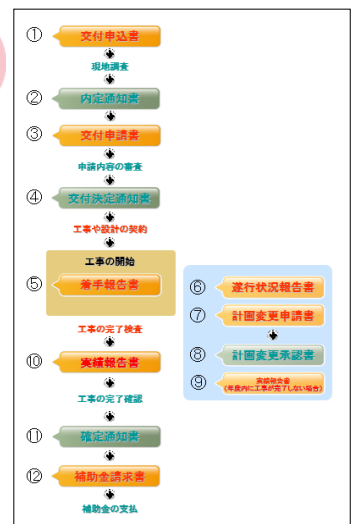 ① 交付申込書
現地調査
② 内定通知書
③ 交付申請書
申請内容の審査
④ 交付決定通知書
工事や設計の契約
工事の開始
⑤ 着手報告書
⑥ 遂行状況報告書
⑦ 計画変更申請書
⑧ 計画変更承認書
⑨ 実績報告書
(年度内に工事が完了しない場合)
工事の完了検査
⑩ 実績報告書
工事の完了確認
⑪ 確定通知書
⑫ 補助金請求書
補助金の支払